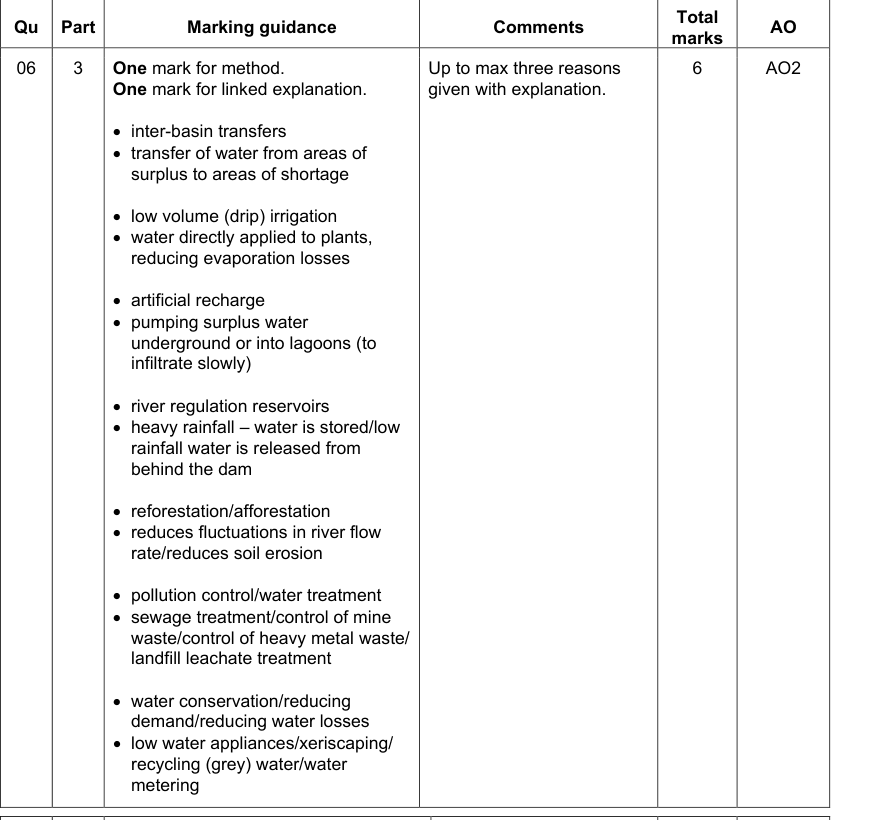 Qu Part Marking guidance Comments Total marks AO
06 3 One mark for method. Up to max three reasons 6 AO2
One mark for linked explanation. given with explanation.
• inter-basin transfers
• transfer of water from areas of
surplus to areas of shortage
• low volume (drip) irrigation
• water directly applied to plants,
reducing evaporation losses
• artificial recharge
• pumping surplus water
underground or into lagoons (to
infiltrate slowly)
• river regulation reservoirs
• heavy rainfall – water is stored/low
rainfall water is released from
behind the dam
• reforestation/afforestation
• reduces fluctuations in river flow
rate/reduces soil erosion
• pollution control/water treatment
• sewage treatment/control of mine
waste/control of heavy metal waste/
landfill leachate treatment
• water conservation/reducing
demand/reducing water losses
• low water appliances/xeriscaping/
recycling (grey) water/water
metering